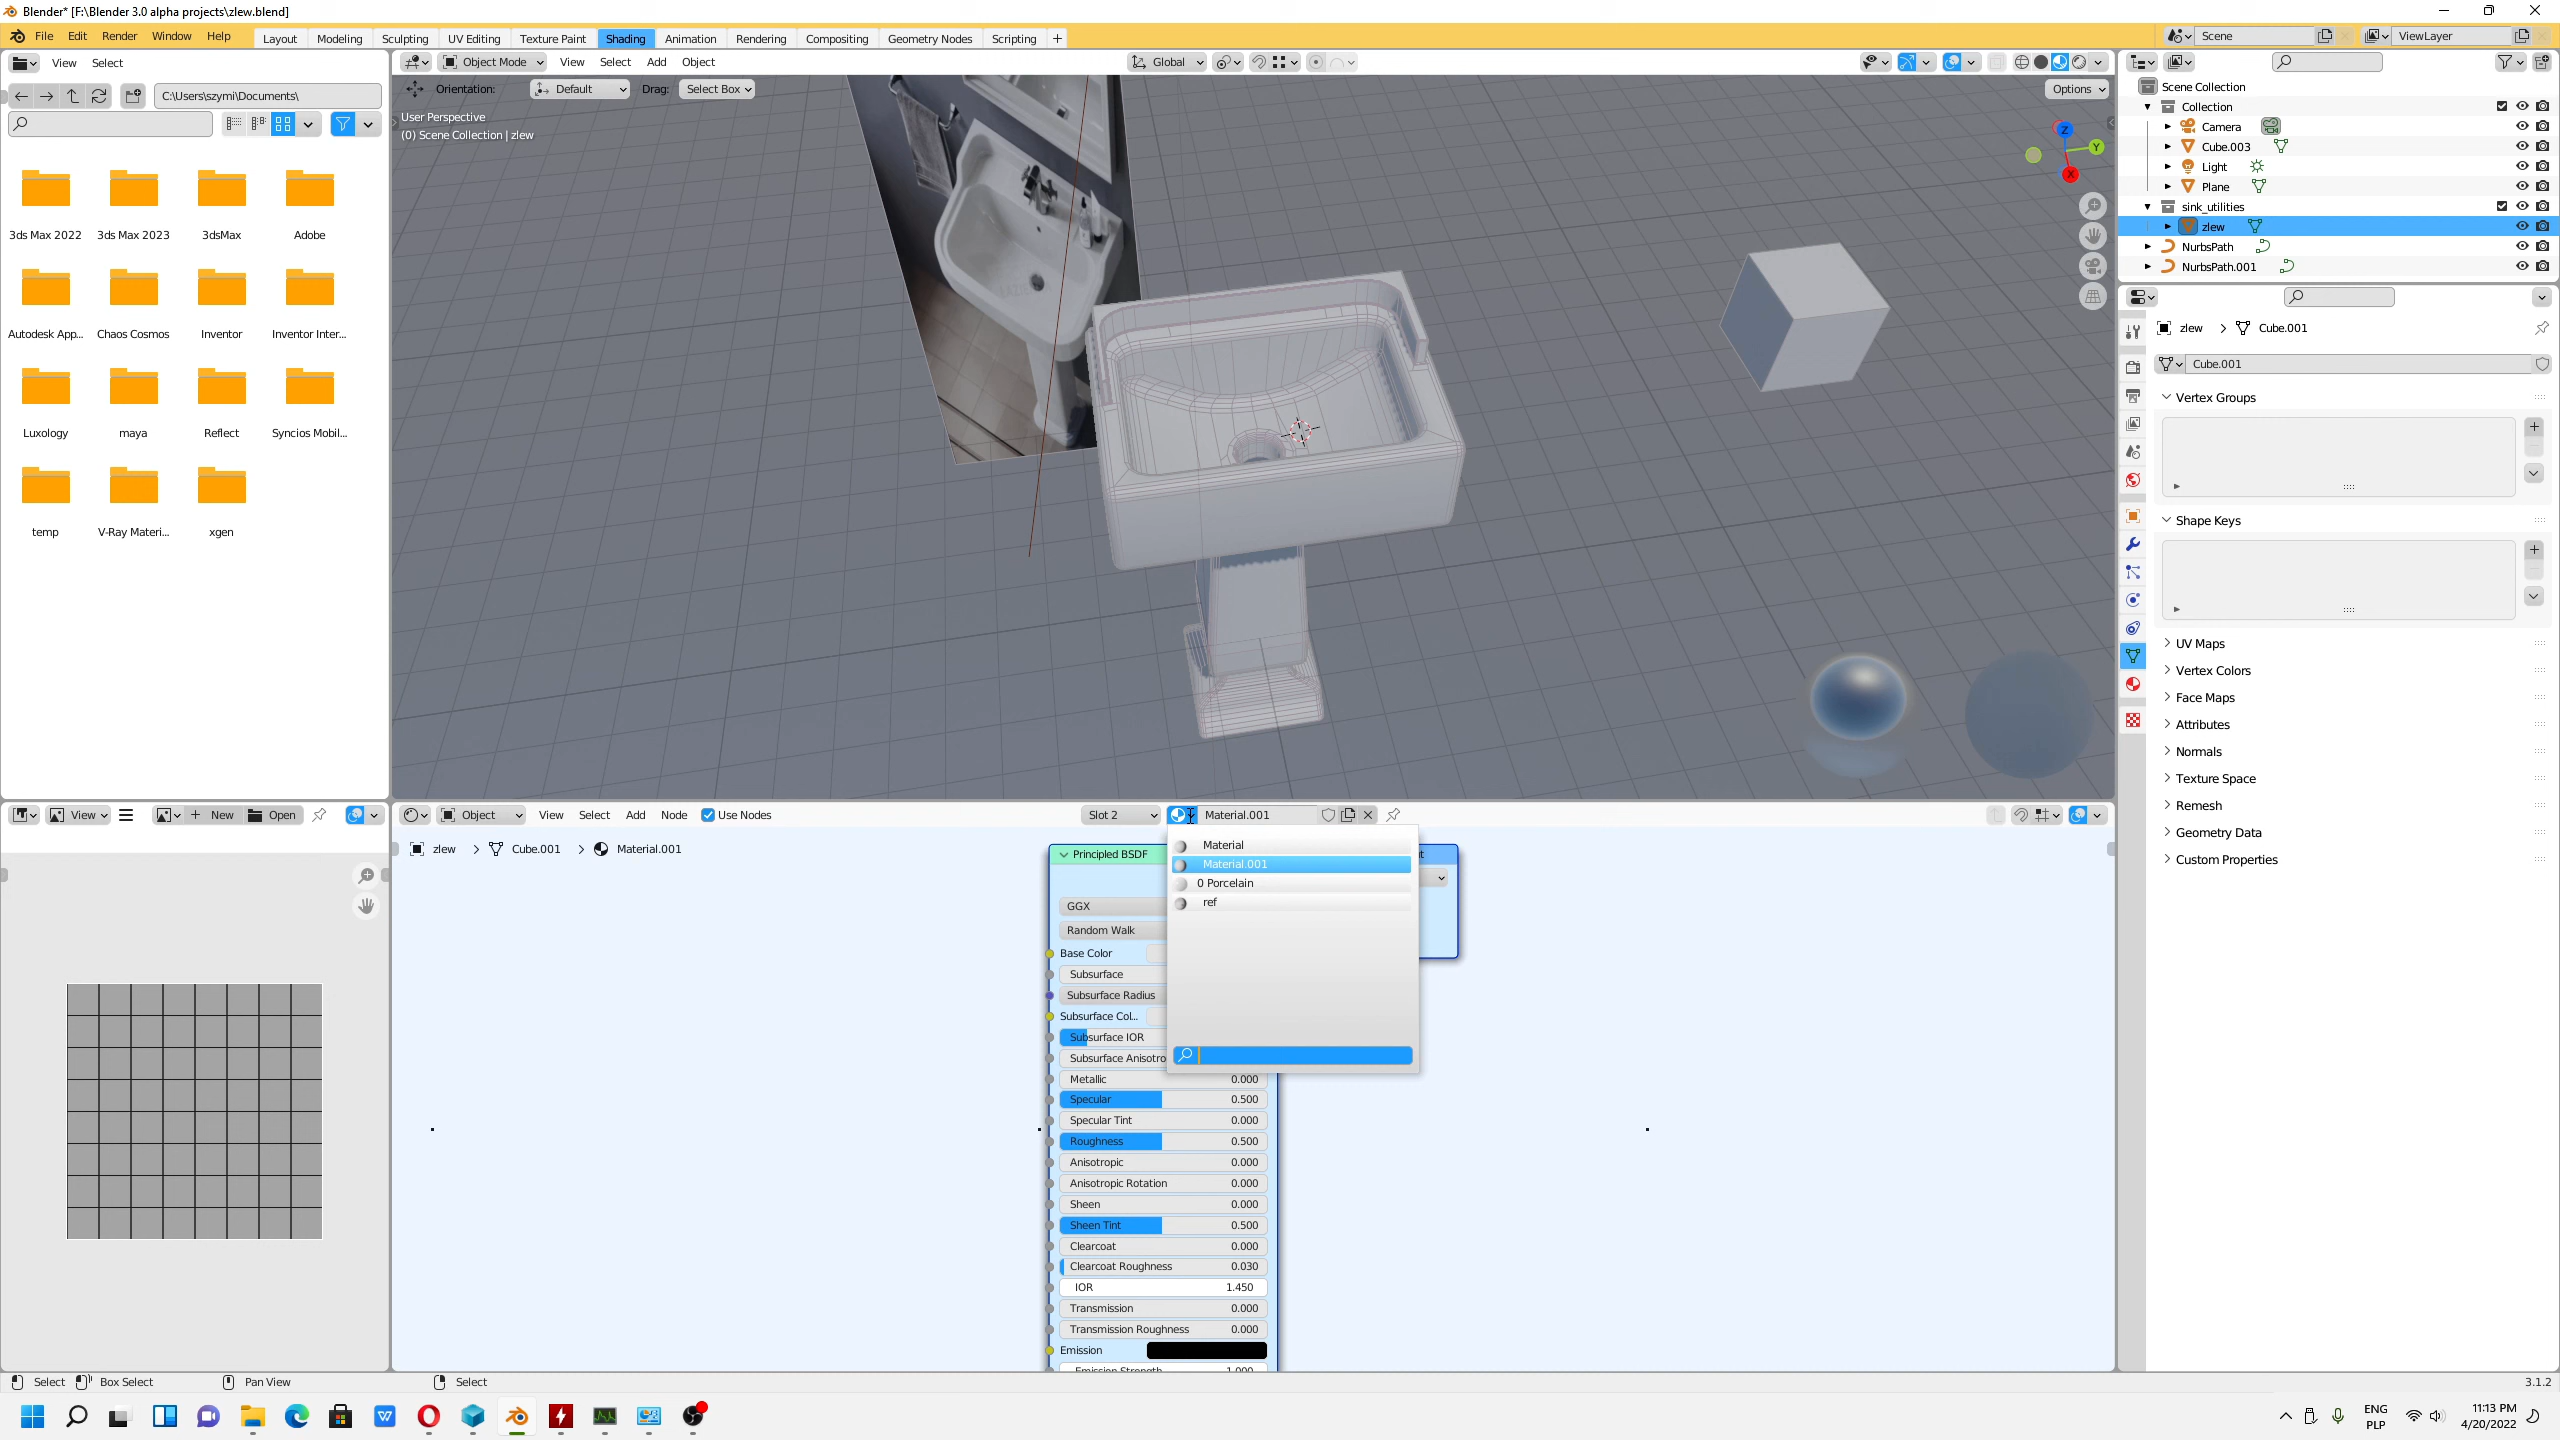 Blender* [F:\Blender 3.0 alpha projects\zlew.blend]
File Edit Render Window Help Layout Modeling Sculpting UV Editing Texture Paint Shading Animation Rendering Compositing Geometry Nodes Scripting + Scene ViewLayer
View Select
Object Mode View Select Add Object Global
C:\Users\szymi\Documents\
Orientation: Default Drag: Select Box Options
User Perspective
(0) Scene Collection | zlew
Z
Y
X
3ds Max 2022 3ds Max 2023 3dsMax Adobe
Autodesk App... Chaos Cosmos Inventor Inventor Inter...
Luxology maya Reflect Syncios Mobil...
temp V-Ray Materi... xgen
Scene Collection
Collection
Camera
Cube.003
Light
Plane
sink_utilities
zlew
NurbsPath
NurbsPath.001
zlew > Cube.001
Cube.001
Vertex Groups
Shape Keys
UV Maps
Vertex Colors
Face Maps
Attributes
Normals
Texture Space
Remesh
Geometry Data
Custom Properties
View New Open
Object View Select Add Node Use Nodes Slot 2 Material.001
zlew > Cube.001 > Material.001
Material
Material.001
0 Porcelain
ref
Principled BSDF
GGX
Random Walk
Base Color
Subsurface
Subsurface Radius
Subsurface Col...
Subsurface IOR
Subsurface Anisotro
Metallic 0.000
Specular 0.500
Specular Tint 0.000
Roughness 0.500
Anisotropic 0.000
Anisotropic Rotation 0.000
Sheen 0.000
Sheen Tint 0.500
Clearcoat 0.000
Clearcoat Roughness 0.030
IOR 1.450
Transmission 0.000
Transmission Roughness 0.000
Emission
Emission Strength 1.000
Select Box Select Pan View Select 3.1.2
ENG
PLP
11:13 PM
4/20/2022